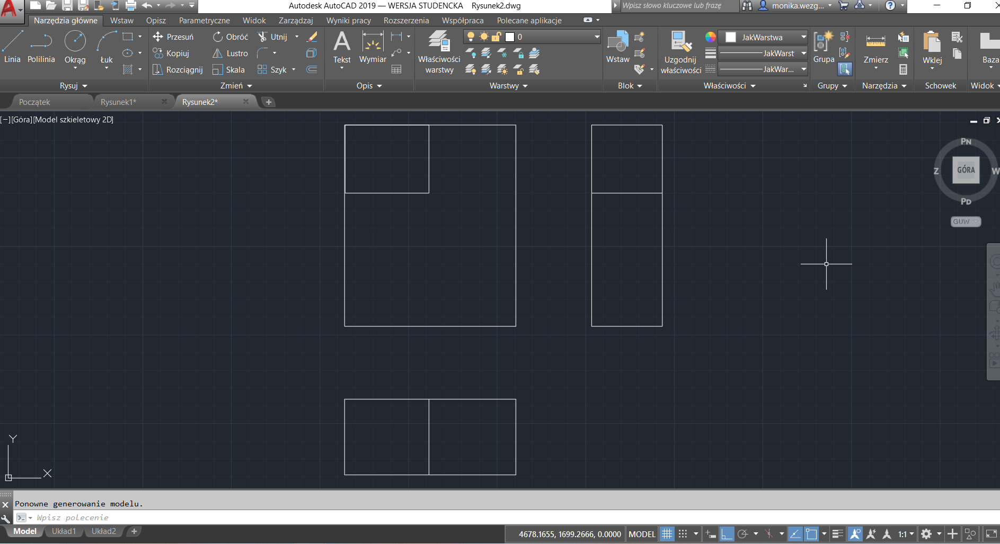 Autodesk AutoCAD 2019 — WERSJA STUDENCKA Rysunek2.dwg
Wpisz słowo kluczowe lub frazę
monika.wezg...
Narzędzia główne Wstaw Opisz Parametryczne Widok Zarządzaj Wyniki pracy Rozszerzenia Współpraca Polecane aplikacje
Linia Polilinia Okrąg Łuk
Przesuń Obróć Utnij
Kopiuj Lustro
Rozciągnij Skala Szyk
Tekst Wymiar
Właściwości warstwy
0
Wstaw
Uzgodnij właściwości
JakWarstwa
JakWarst
JakWar...
Grupa Zmierz Wklej Baza
Rysuj Zmień Opis Warstwy Blok Właściwości Grupy Narzędzia Schowek Widok
Początek Rysunek1* Rysunek2*
[−][Góra][Model szkieletowy 2D]
PN
Z GÓRA W
PD
GUW
Y
X
Ponowne generowanie modelu.
Wpisz polecenie
Model Układ1 Układ2
4678.1655, 1699.2666, 0.0000 MODEL 1:1